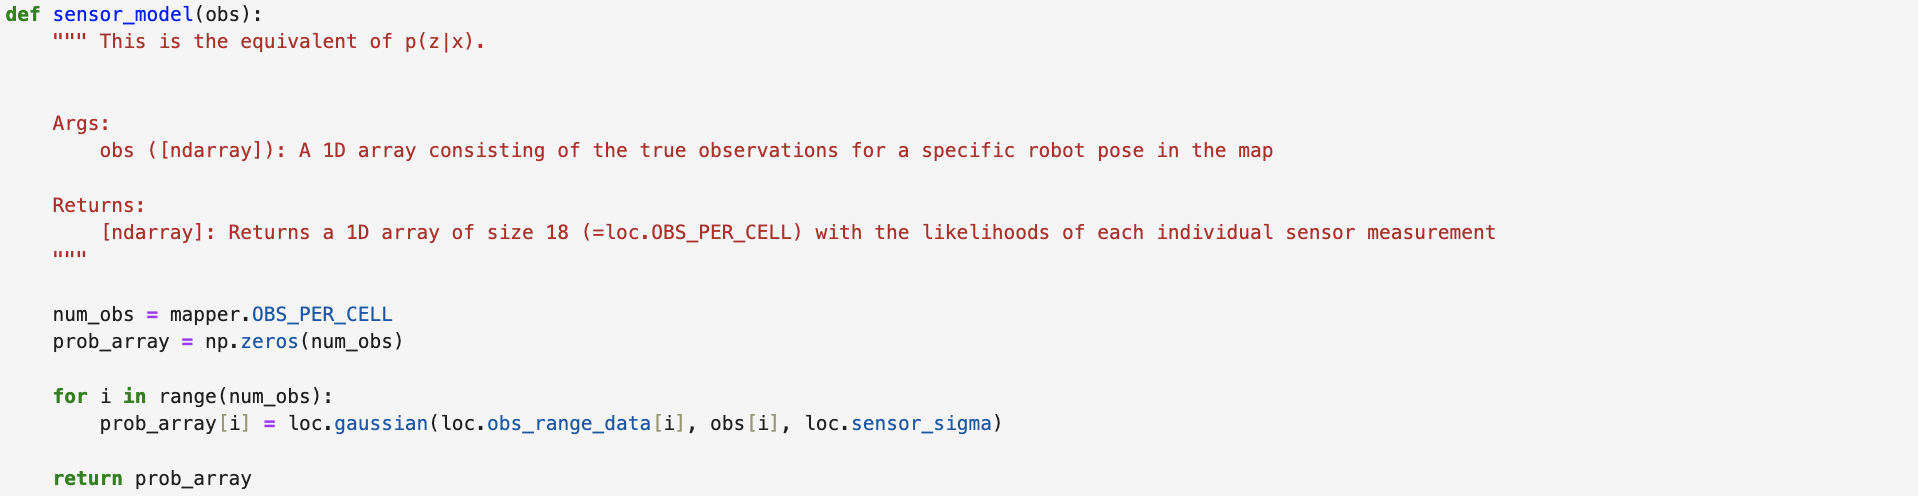 def sensor_model(obs):
    """ This is the equivalent of p(z|x).
    Args:
        obs ([ndarray]): A 1D array consisting of the true observations for a specific robot pose in the map
    Returns:
        [ndarray]: Returns a 1D array of size 18 (=loc.OBS_PER_CELL) with the likelihoods of each individual sensor measurement
    """
    num_obs = mapper.OBS_PER_CELL
    prob_array = np.zeros(num_obs)
    for i in range(num_obs):
        prob_array[i] = loc.gaussian(loc.obs_range_data[i], obs[i], loc.sensor_sigma)
    return prob_array